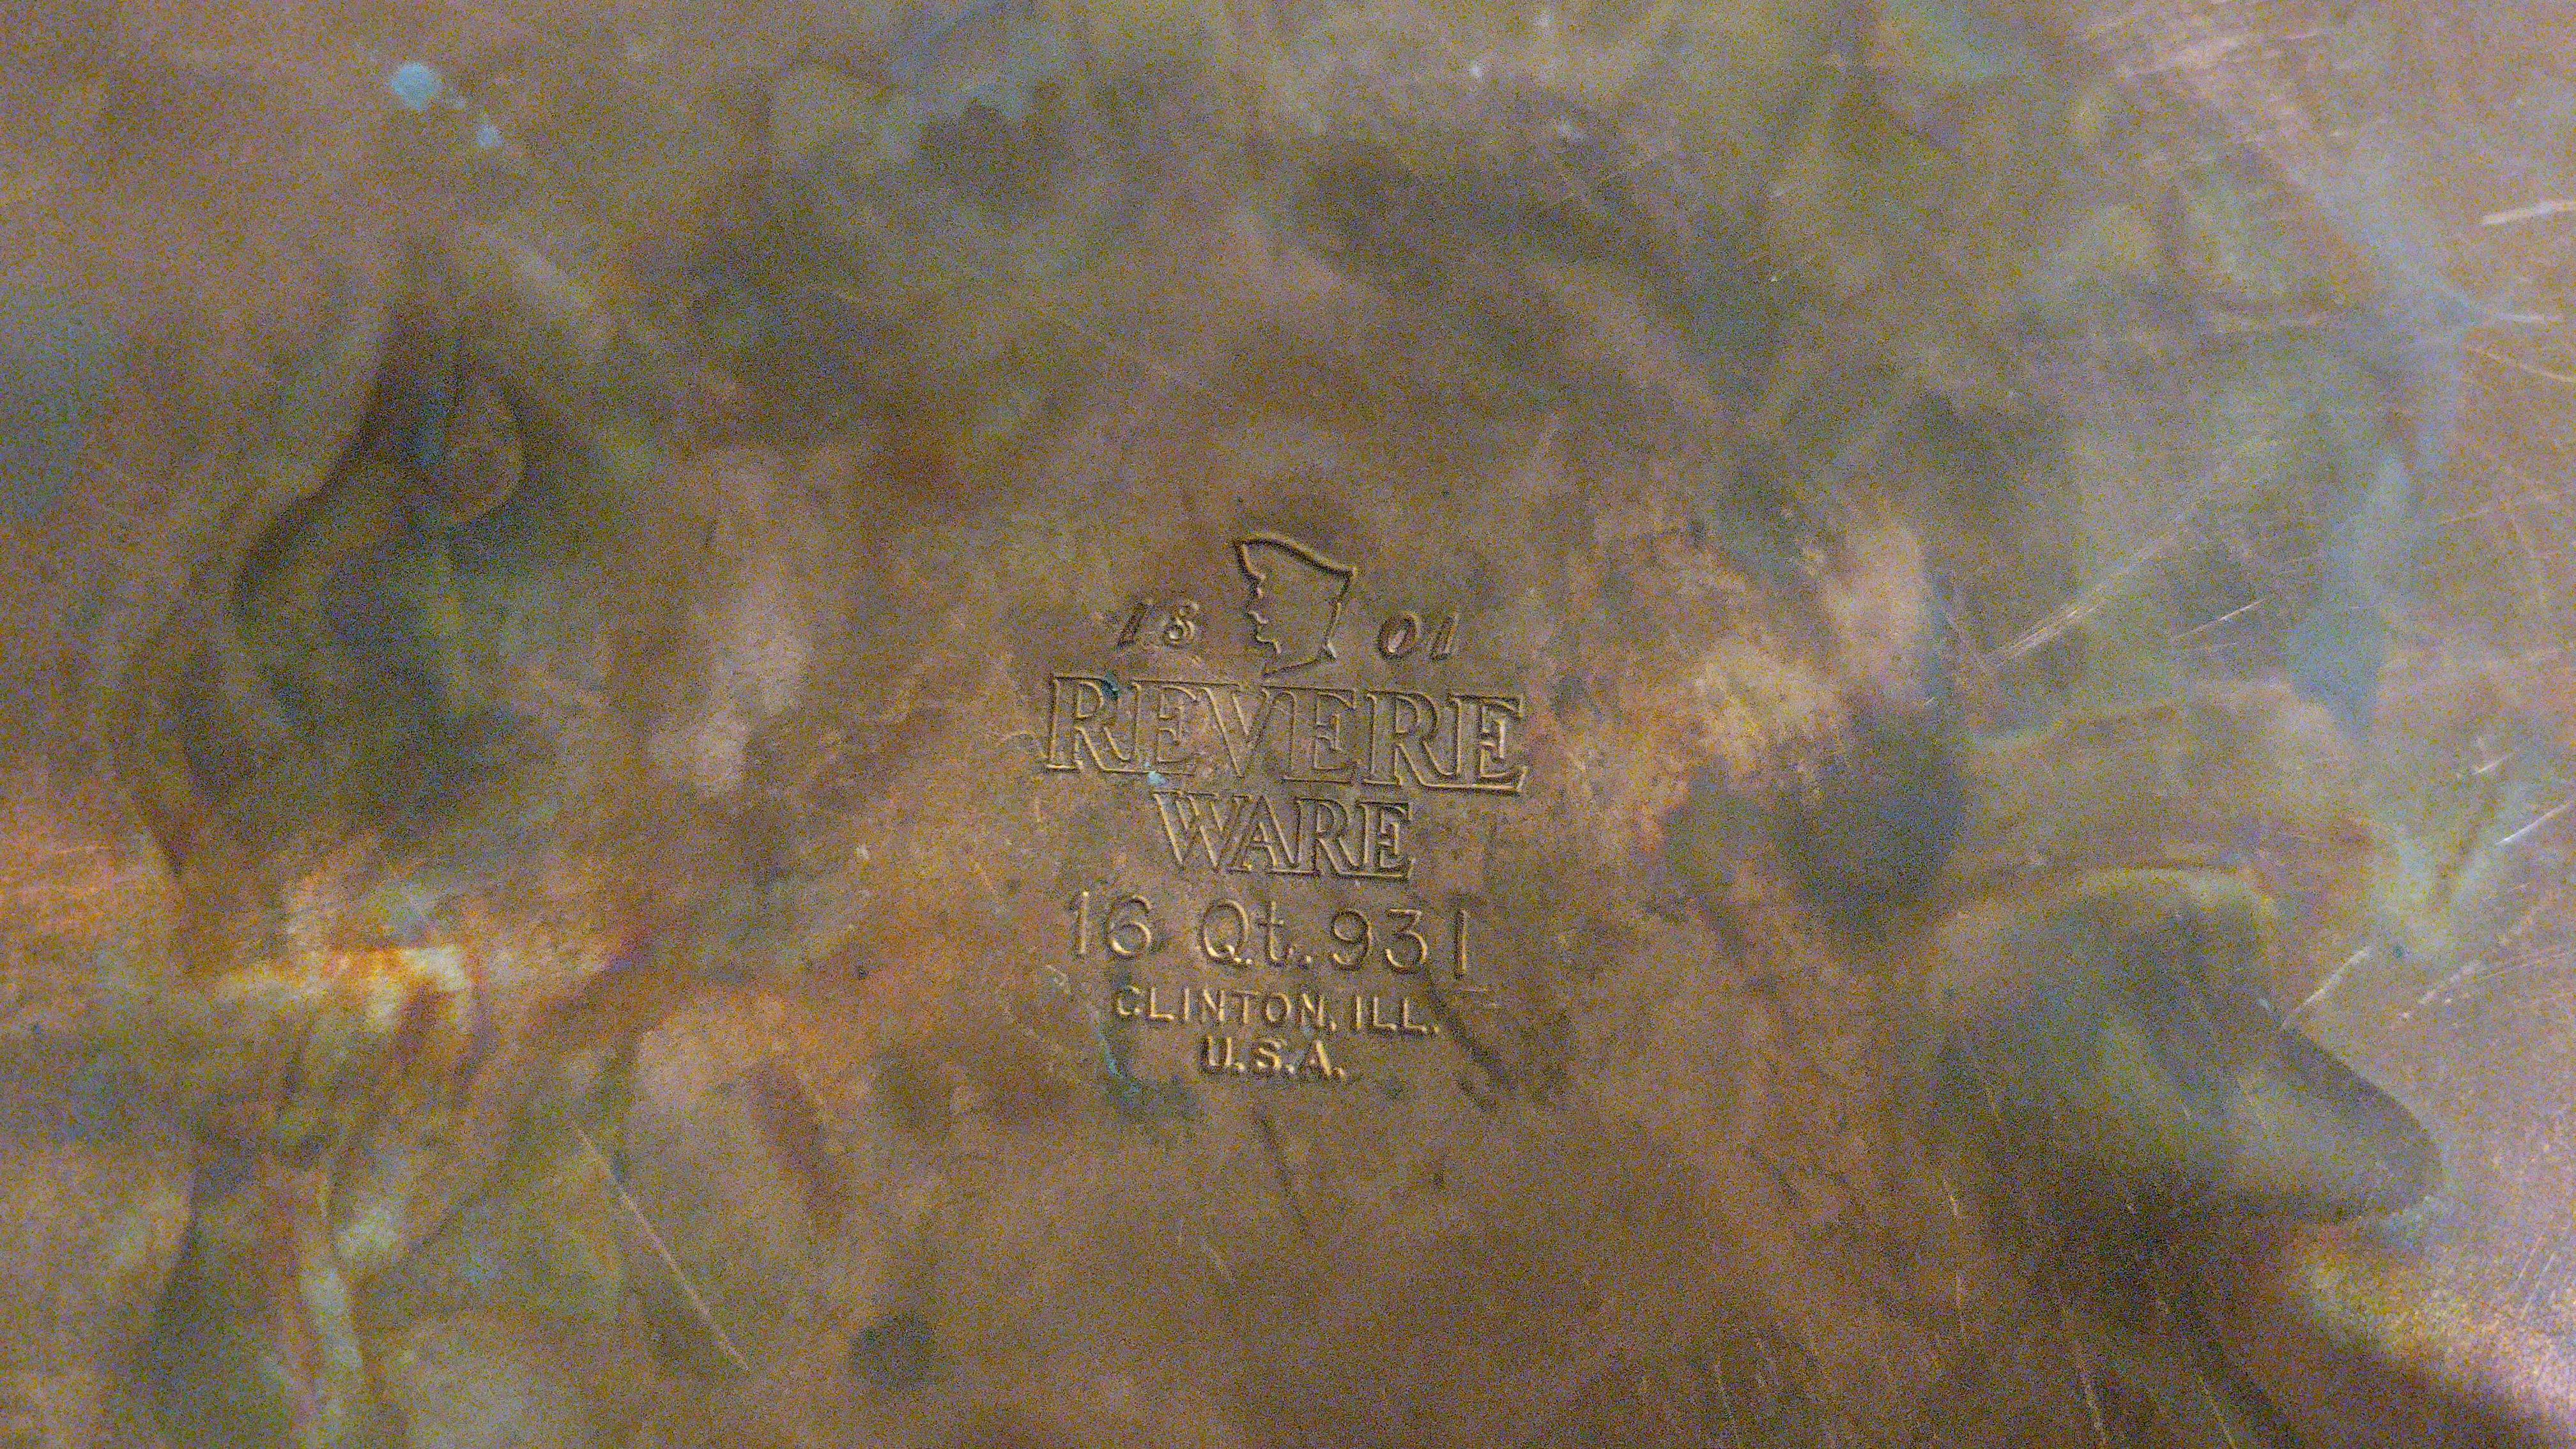 18 01
REVERE
WARE
16 Qt. 931
CLINTON, ILL.
U.S.A.